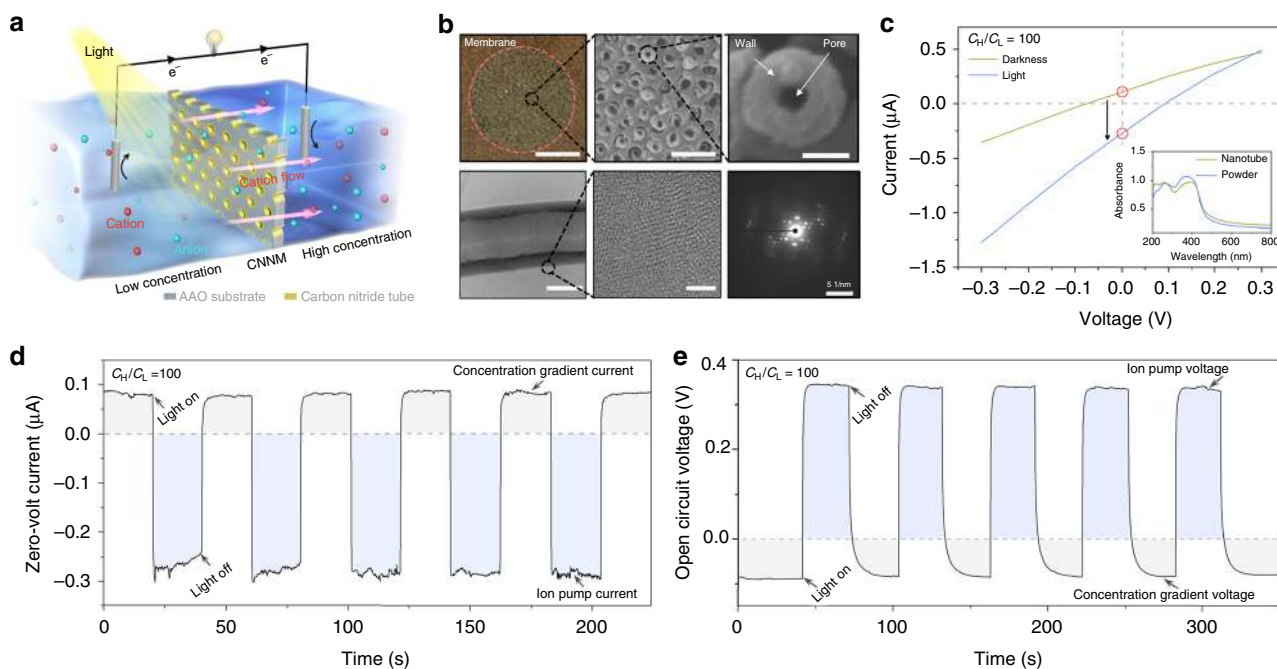 a
Light
e⁻
e⁻
Cation flow
Cation
Anion
Low concentration
CNNM
High concentration
AAO substrate
Carbon nitride tube
b
Membrane
Wall
Pore
5 1/nm
c
C_H/C_L = 100
Darkness
Light
Current (μA)
0.5
0.0
–0.5
–1.0
–1.5
–0.3 –0.2 –0.1 0.0 0.1 0.2 0.3
Voltage (V)
Nanotube
Powder
Absorbance
1.5
1.0
0.5
200 400 600 800
Wavelength (nm)
d
C_H/C_L =100
Concentration gradient current
Light on
Light off
Ion pump current
Zero-volt current (μA)
0.1
0.0
–0.1
–0.2
–0.3
0 50 100 150 200
Time (s)
e
C_H/C_L = 100
Ion pump voltage
Light off
Light on
Concentration gradient voltage
Open circuit voltage (V)
0.4
0.2
0.0
–0.1
0 100 200 300
Time (s)